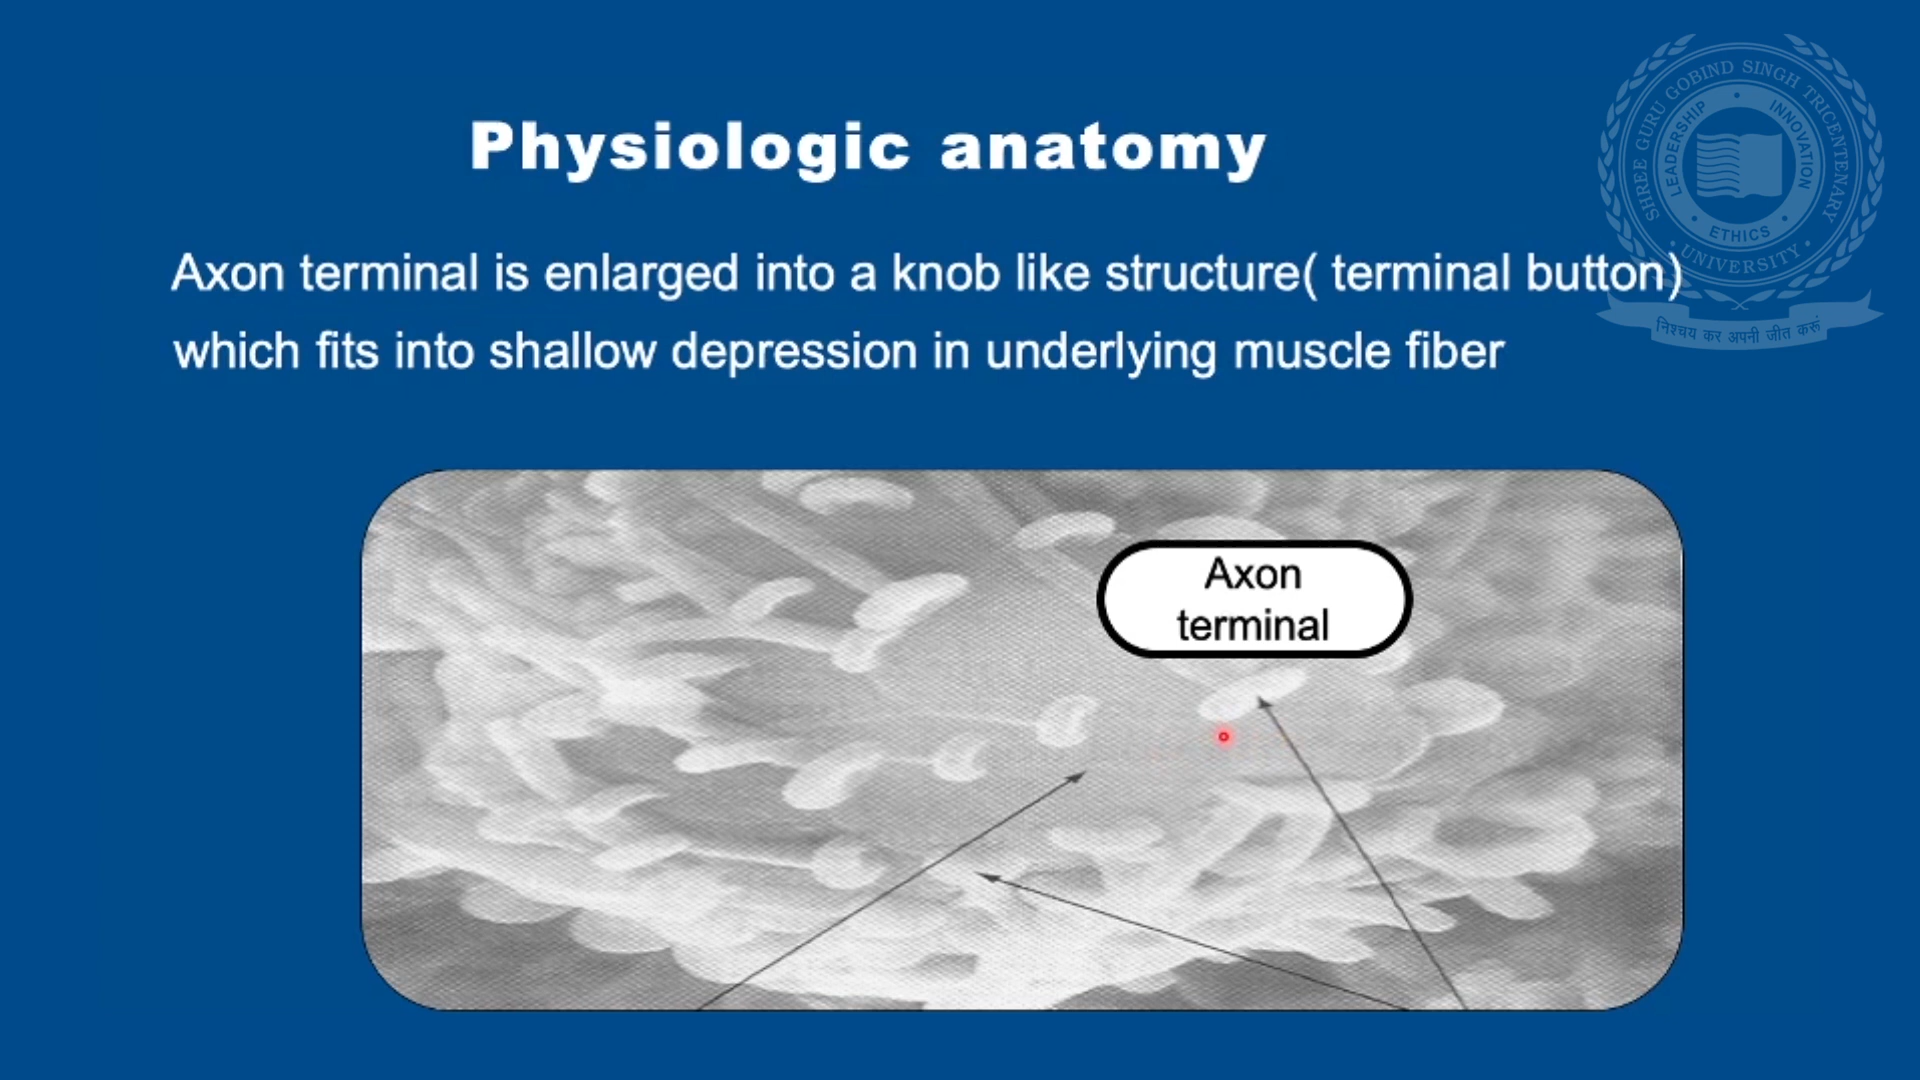 SHREE GURU GOBIND SINGH TRICENTENARY
UNIVERSITY
LEADERSHIP
INNOVATION
ETHICS
निश्चय कर अपनी जीत करूं
Physiologic anatomy
Axon terminal is enlarged into a knob like structure( terminal button)
which fits into shallow depression in underlying muscle fiber
Axon
terminal